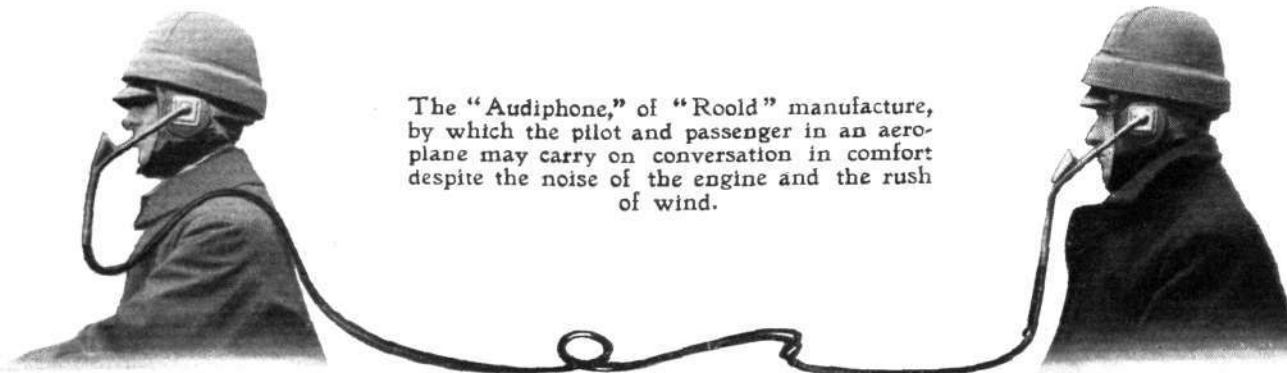 The “Audiphone,” of “Roold” manufacture,
by which the pilot and passenger in an aero-
plane may carry on conversation in comfort
despite the noise of the engine and the rush
of wind.